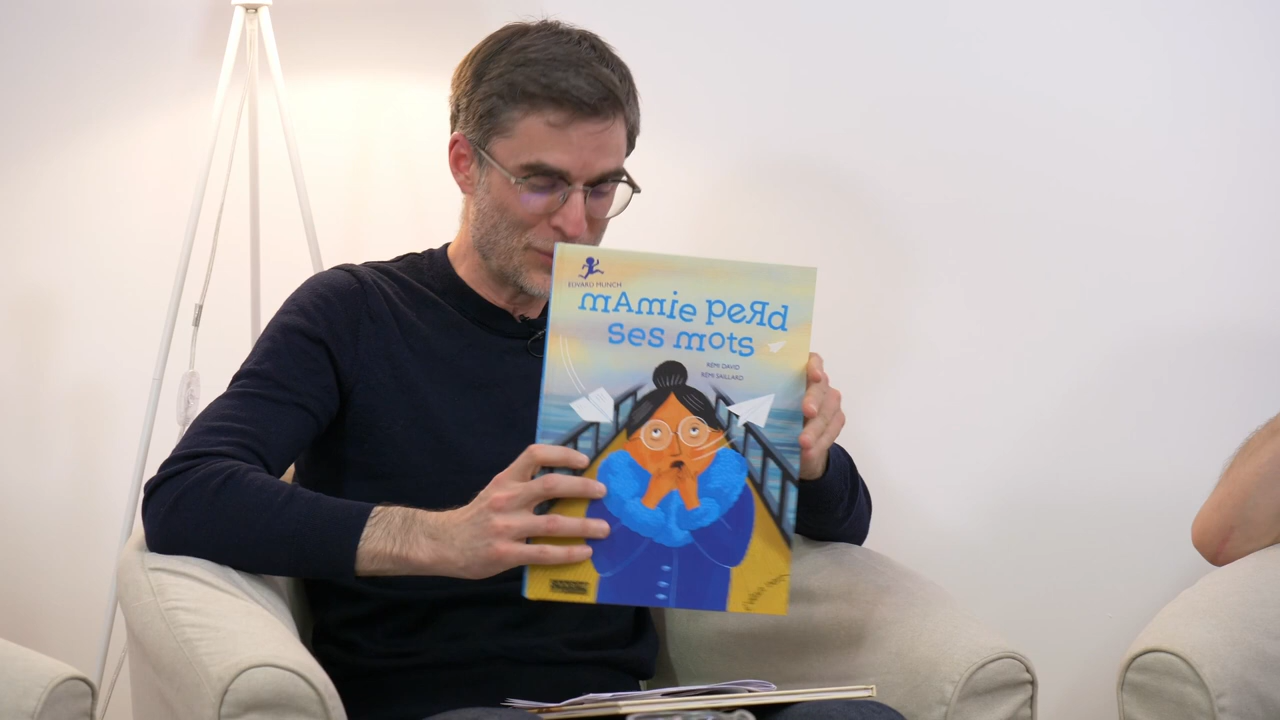 EDVARD MUNCH
mAmie peRd
ses mots
RÉMI DAVID
RÉMI SAILLARD